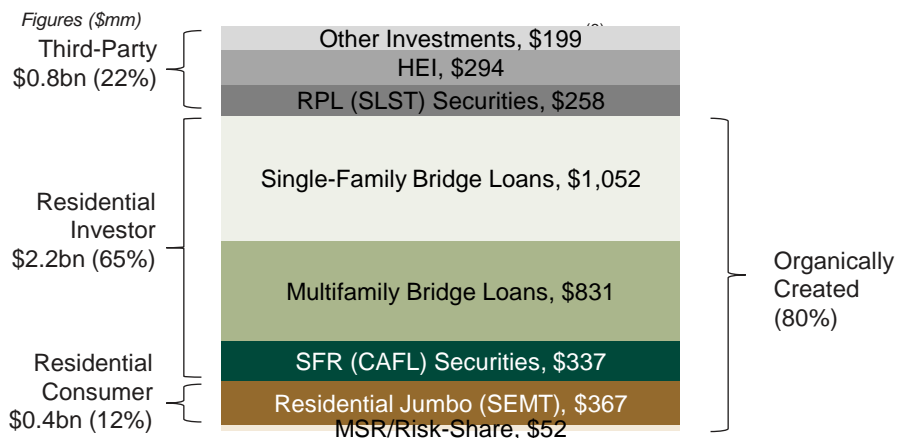 Figures ($mm)
Third-Party
$0.8bn (22%)
Other Investments, $199
HEI, $294
RPL (SLST) Securities, $258
Residential
Investor
$2.2bn (65%)
Single-Family Bridge Loans, $1,052
Multifamily Bridge Loans, $831
SFR (CAFL) Securities, $337
Organically
Created
(80%)
Residential
Consumer
$0.4bn (12%)
Residential Jumbo (SEMT), $367
MSR/Risk-Share, $52